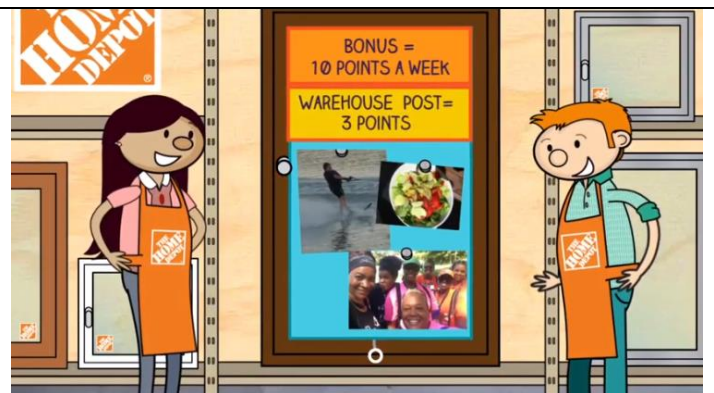 THE
HOME
DEPOT
BONUS =
10 POINTS A WEEK
WAREHOUSE POST=
3 POINTS
THE
HOME
DEPOT
THE
HOME
DEPOT